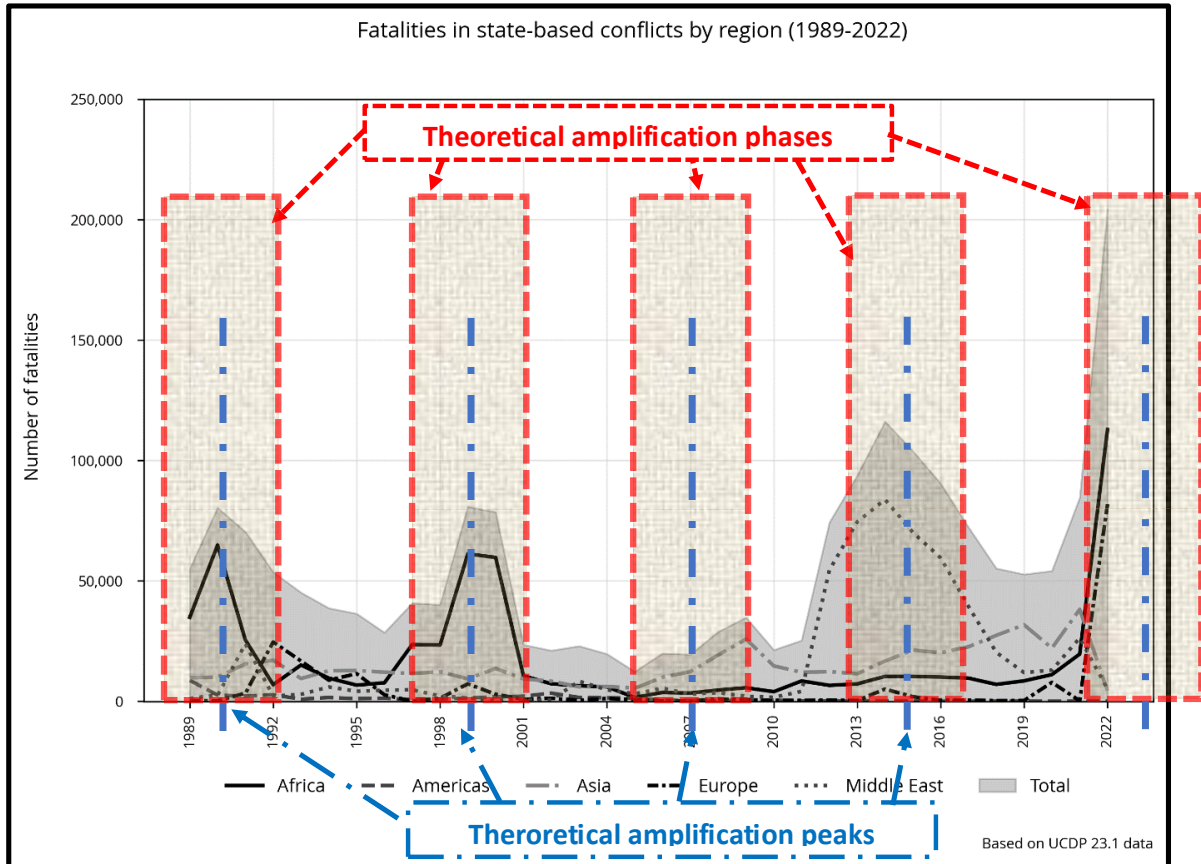 Fatalities in state-based conflicts by region (1989-2022)
250,000
Theoretical amplification phases
200,000
150,000
Number of fatalities
100,000
50,000
0
1989 1992 1995 1998 2001 2004 2007 2010 2013 2016 2019 2022
Africa Americas Asia Europe Middle East Total
Theroretical amplification peaks
Based on UCDP 23.1 data